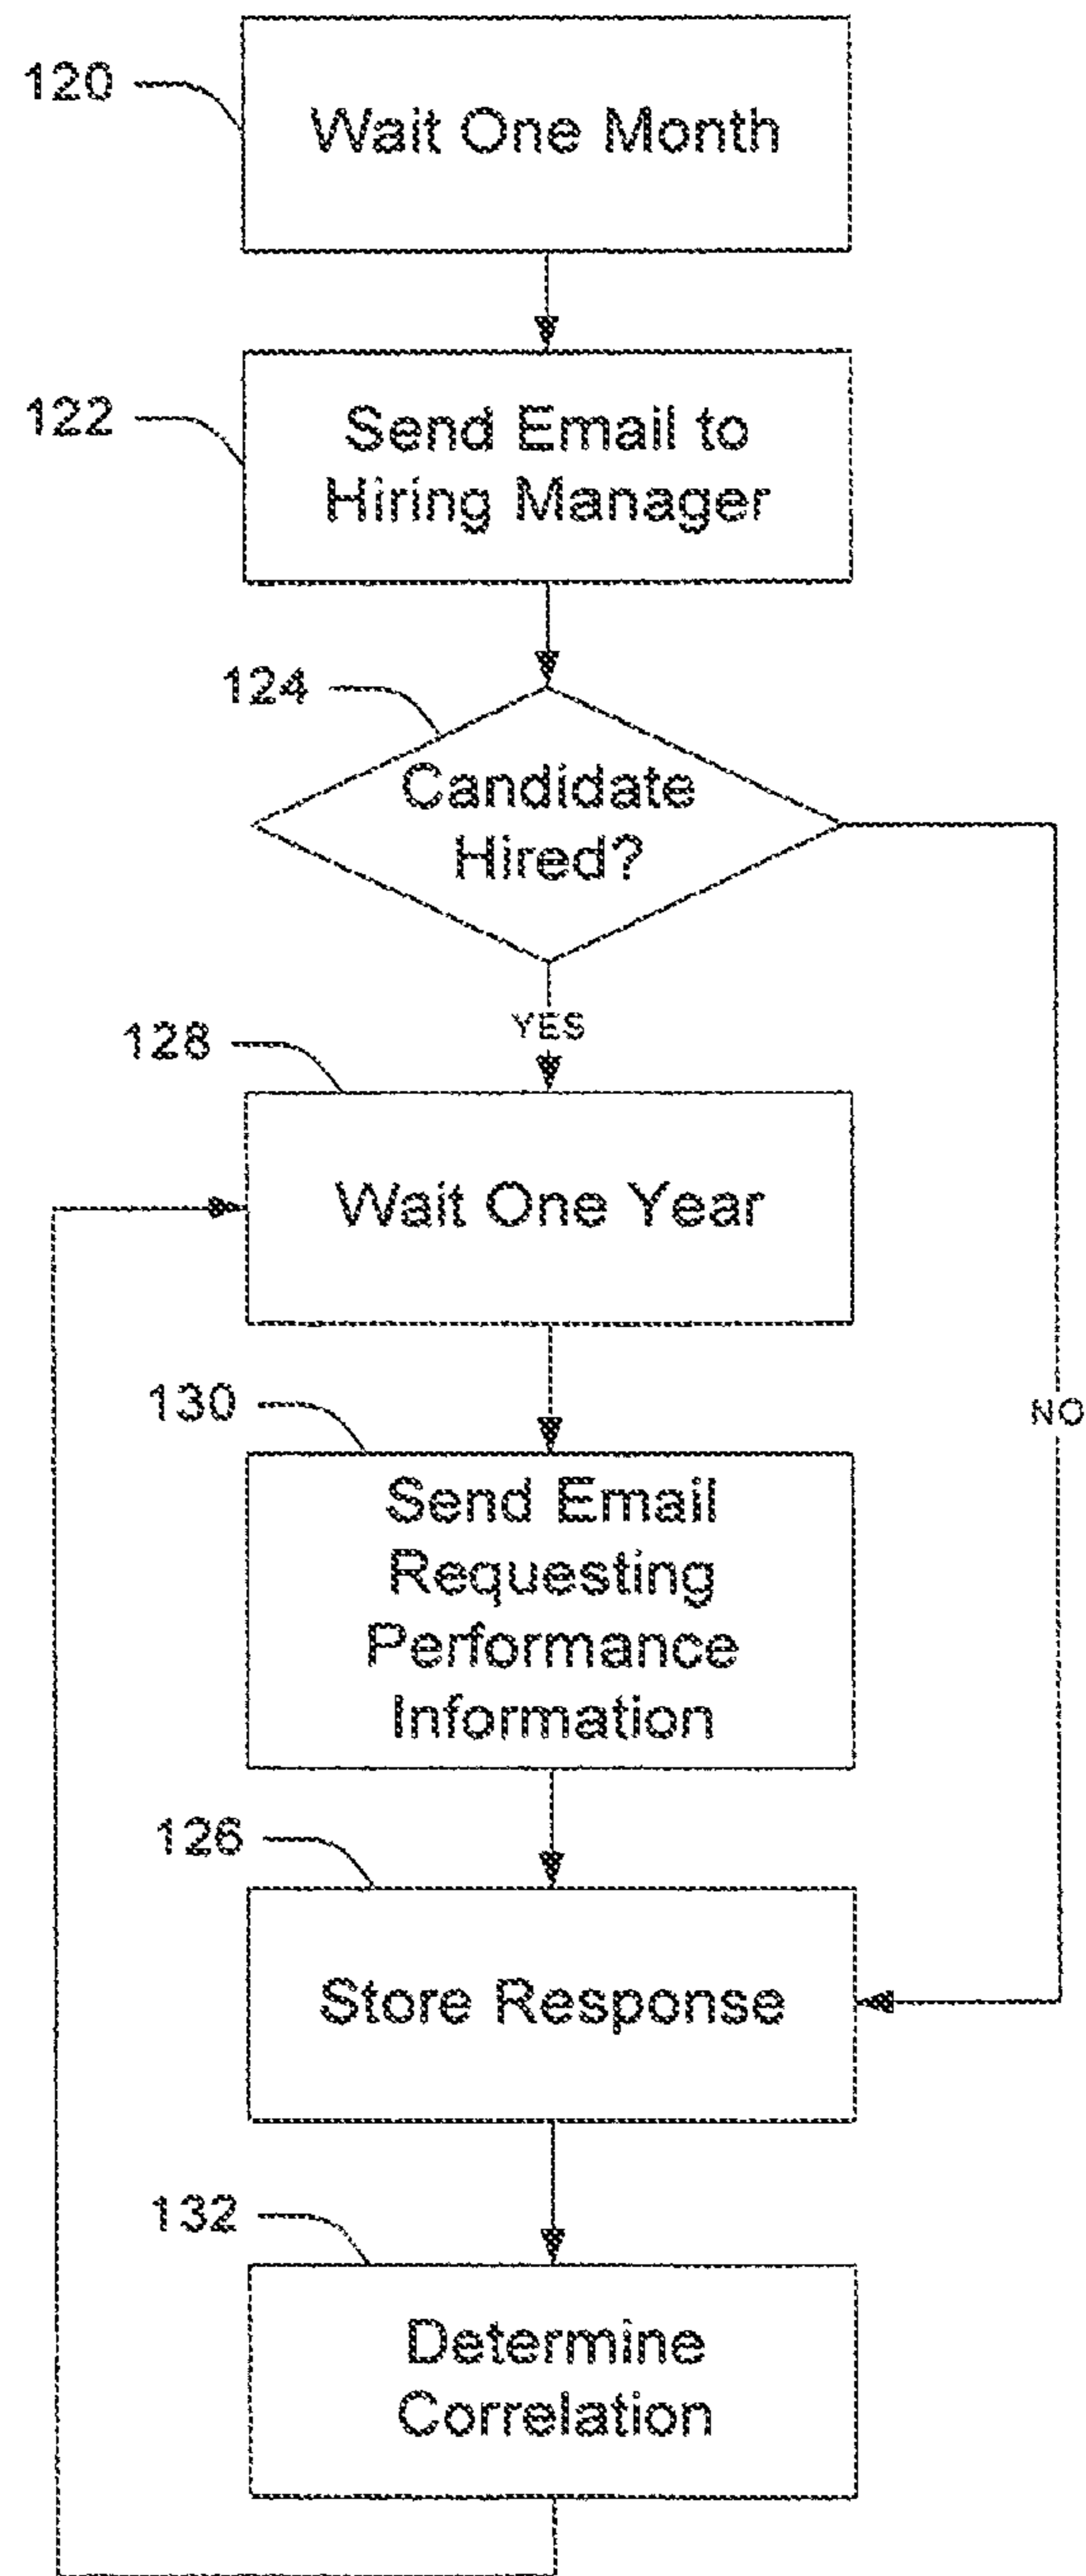 120
Wait One Month
122
Send Email to
Hiring Manager
124
Candidate
Hired?
YES
128
Wait One Year
130
NO
Send Email
Requesting
Performance
Information
126
Store Response
132
Determine
Correlation